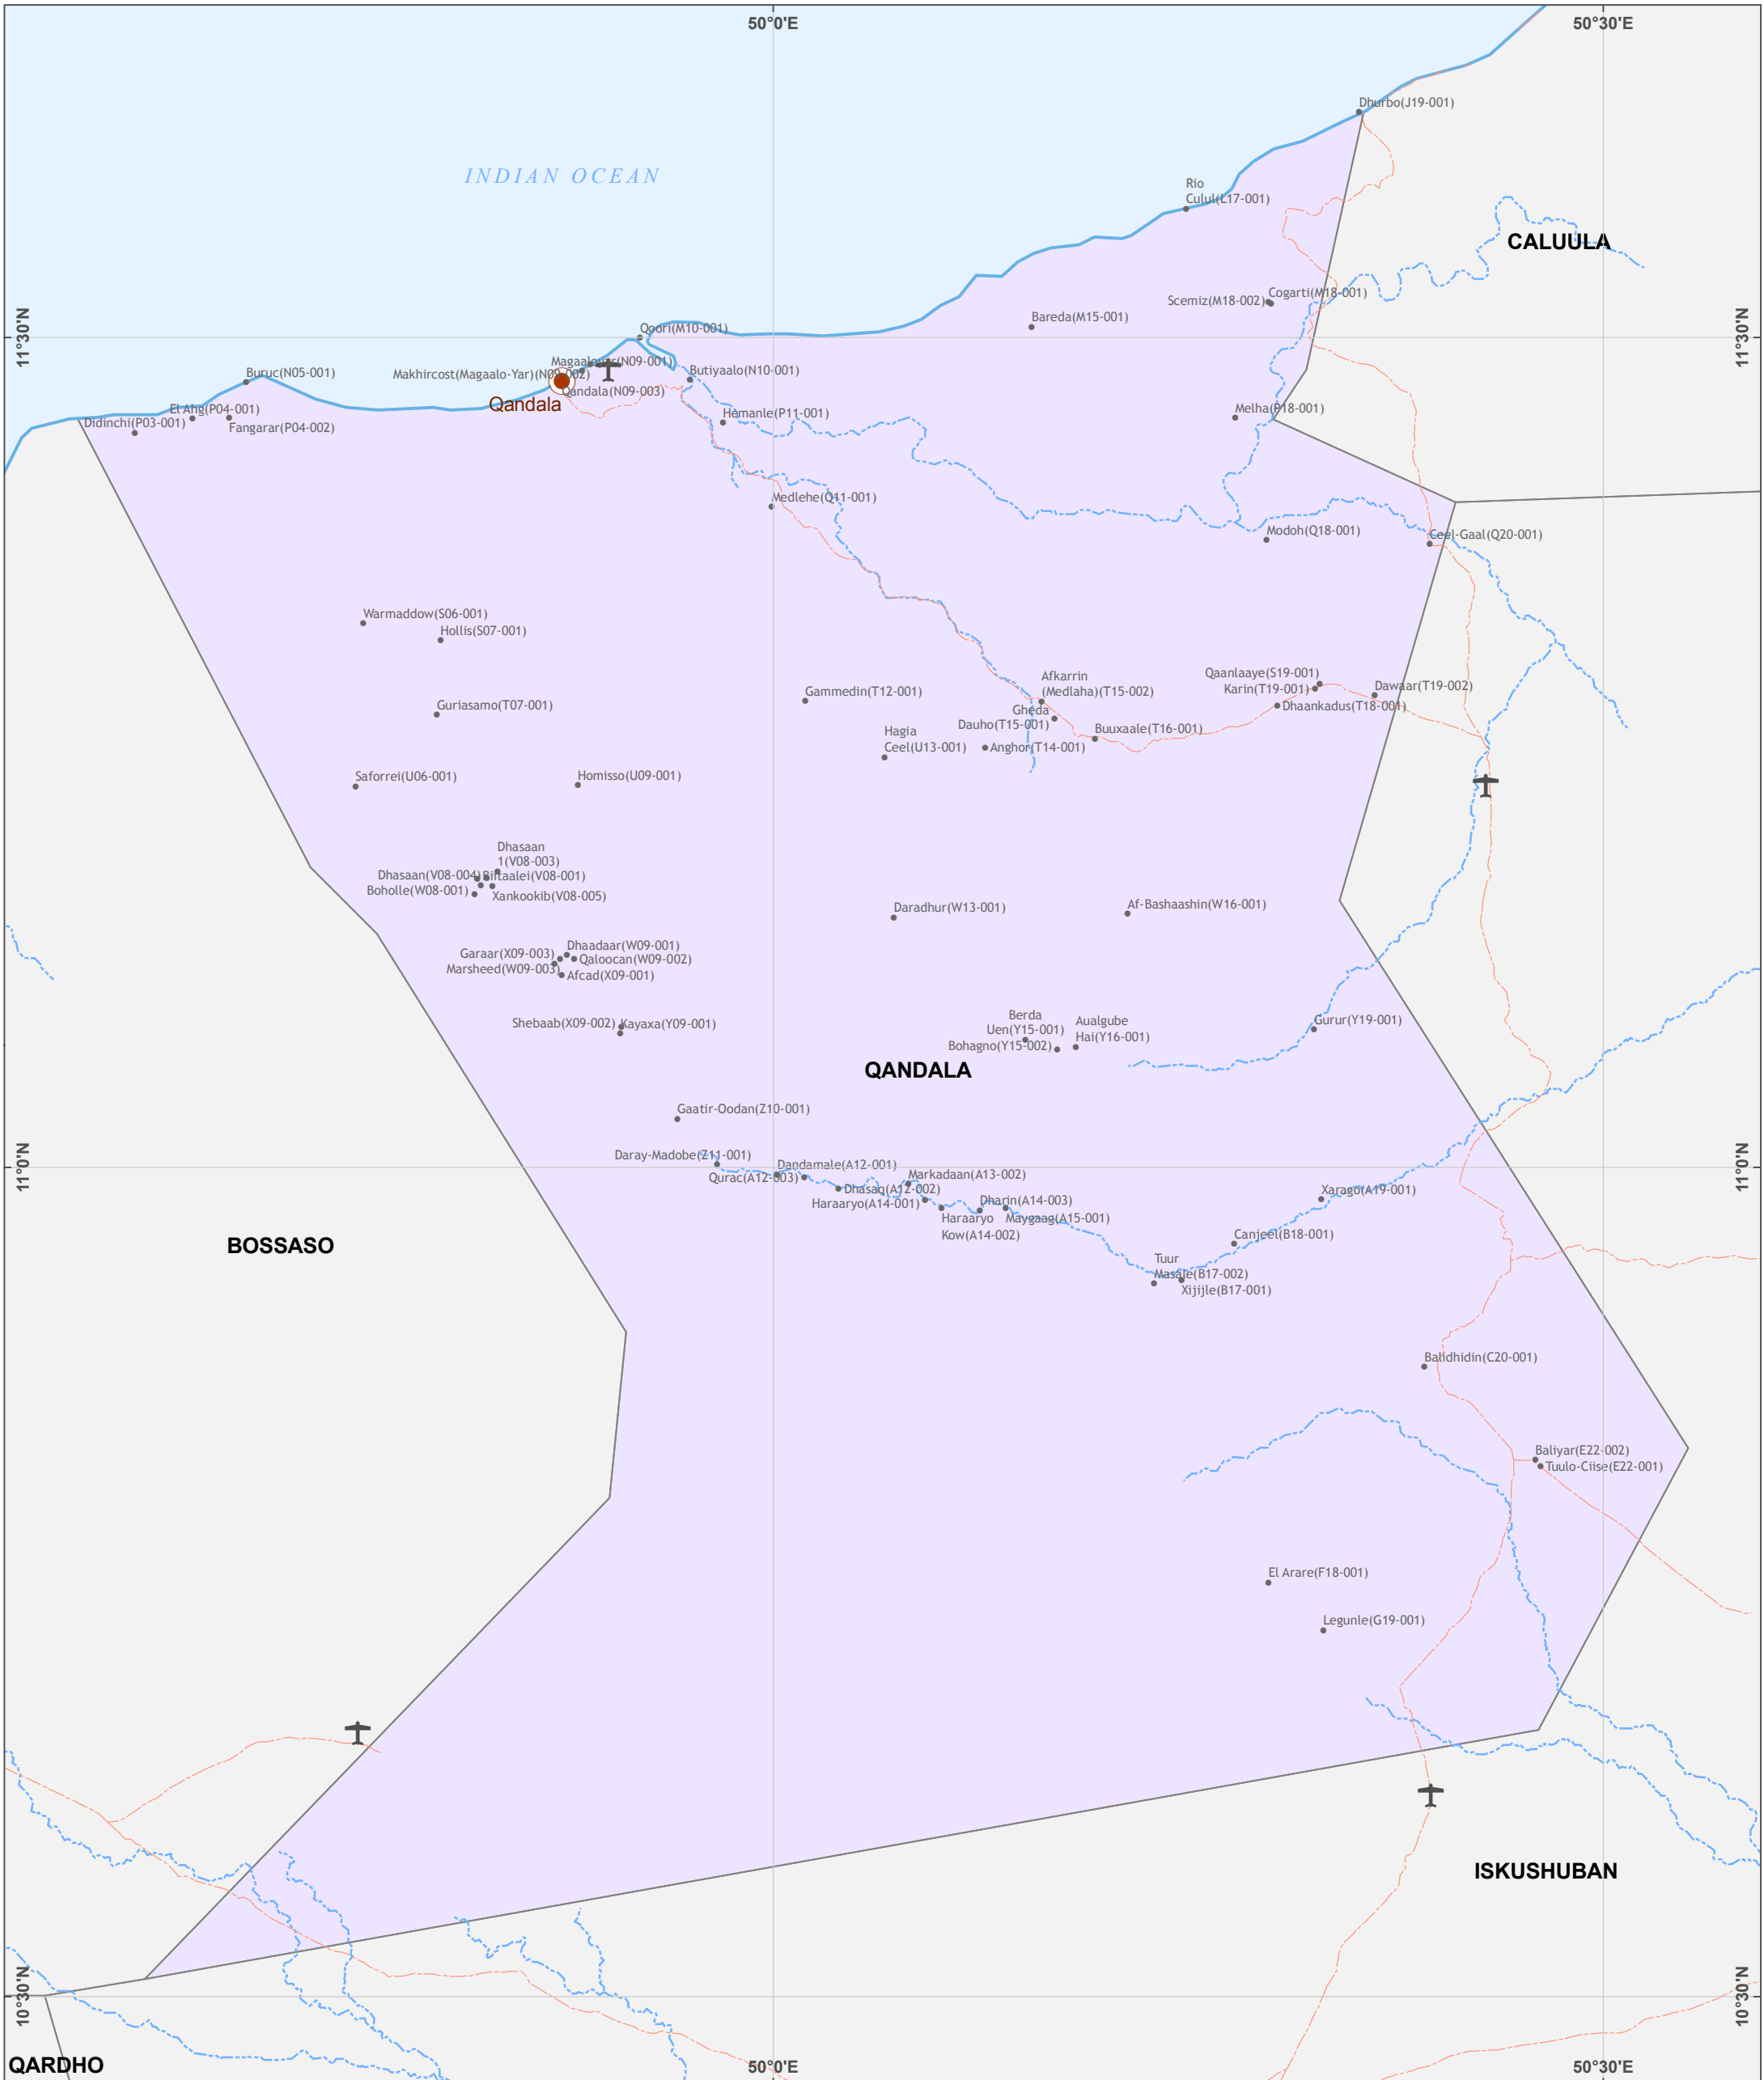 50°0'E
50°30'E
Dhurbo(J19-001)
INDIAN OCEAN
Rio
Culul(L17-001)
CALUULA
Cogarti(M18-001)
Scemiz(M18-002)
Bareda(M15-001)
Qoori(M10-001)
11°30'N
11°30'N
Magaaloyar(N09-001)
Makhircost(Magaalo-Yar)(N09-002)
Butiyaalo(N10-001)
Buruc(N05-001)
Qandala(N09-003)
Qandala
El Ahg(P04-001)
Didinchi(P03-001)
Fangarar(P04-002)
Hemanle(P11-001)
Melha(P18-001)
Medlehe(Q11-001)
Modoh(Q18-001)
Ceel-Gaal(Q20-001)
Warmaddow(S06-001)
Hollis(S07-001)
Qaanlaaye(S19-001)
Karin(T19-001)
Dawaar(T19-002)
Dhaankadus(T18-001)
Afkarrin
(Medlaha)(T15-002)
Gammedin(T12-001)
Guriasamo(T07-001)
Gheda
Dauho(T15-001)
Buuxaale(T16-001)
Hagia
Ceel(U13-001)
Anghor(T14-001)
Saforrei(U06-001)
Homisso(U09-001)
Dhasaan
1(V08-003)
Dhasaan(V08-004)
Biftaalei(V08-001)
Boholle(W08-001)
Xankookib(V08-005)
Daradhur(W13-001)
Af-Bashaashin(W16-001)
Dhaadaar(W09-001)
Garaar(X09-003)
Qaloocan(W09-002)
Marsheed(W09-003)
Afcad(X09-001)
Shebaab(X09-002)
Kayaxa(Y09-001)
Berda
Uen(Y15-001)
Aualgube
Hai(Y16-001)
Bohagno(Y15-002)
Gurur(Y19-001)
QANDALA
Gaatir-Oodan(Z10-001)
Daray-Madobe(Z11-001)
11°0'N
11°0'N
Dandamale(A12-001)
Qurac(A12-003)
Markadaan(A13-002)
Dhasaq(A12-002)
Haraaryo(A14-001)
Dharin(A14-003)
Haraaryo
Kow(A14-002)
Maygaag(A15-001)
Xarago(A19-001)
Canjeel(B18-001)
BOSSASO
Tuur
Masale(B17-002)
Xijijle(B17-001)
Balidhidin(C20-001)
Baliyar(E22-002)
Tuulo-Ciise(E22-001)
El Arare(F18-001)
Legunle(G19-001)
ISKUSHUBAN
10°30'N
10°30'N
QARDHO
50°0'E
50°30'E